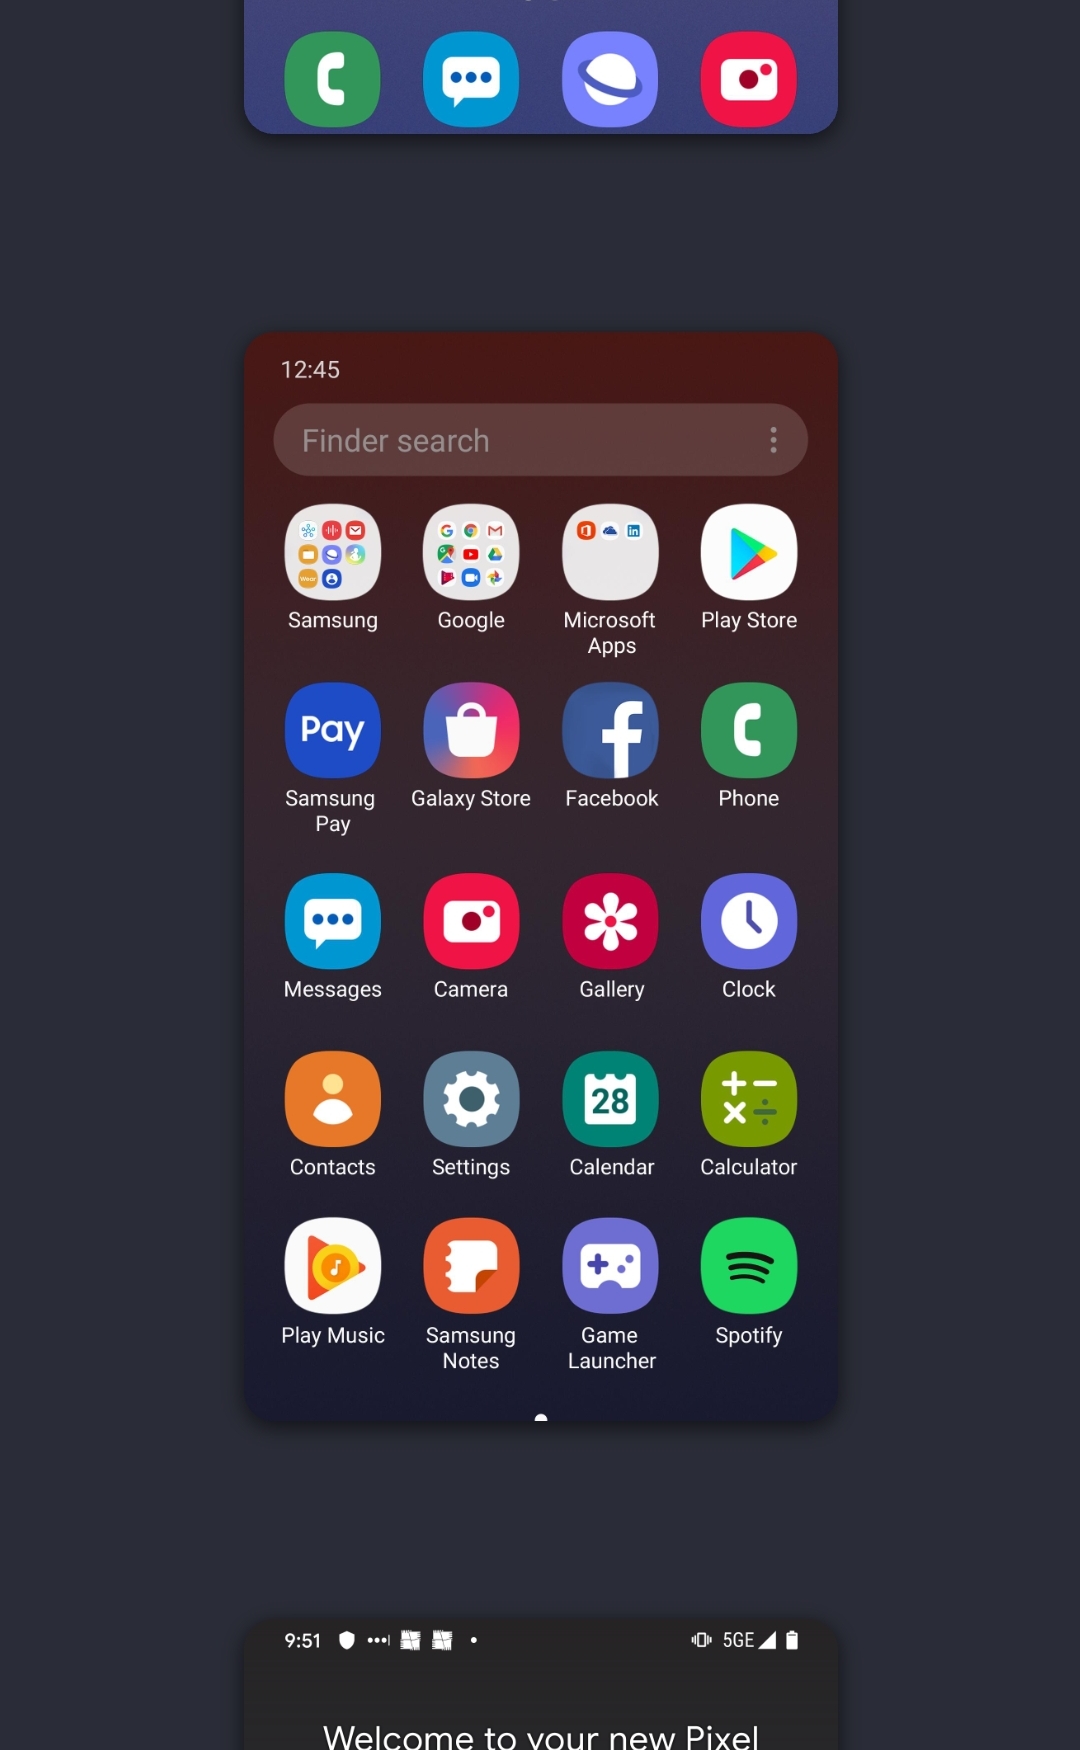 12:45
Finder search
Samsung
Google
Microsoft
Apps
Play Store
Pay
Samsung
Pay
Galaxy Store
Facebook
Phone
Messages
Camera
Gallery
Clock
Contacts
Settings
28
Calendar
Calculator
Play Music
Samsung
Notes
Game
Launcher
Spotify
9:51
5GE
Welcome to your new Pixel